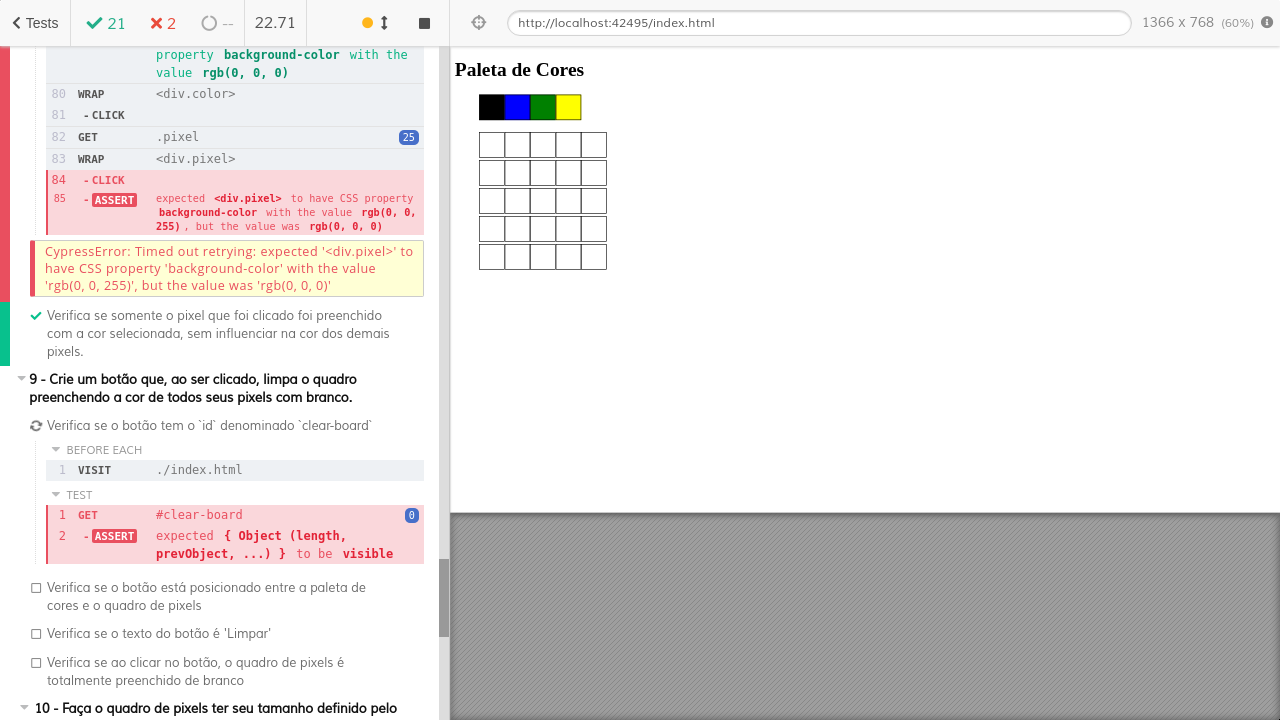 Tests
21
2
--
22.71
http://localhost:42495/index.html
1366 x 768 (60%)
property background-color with the
value rgb(0, 0, 0)
80 WRAP <div.color>
81 - CLICK
82 GET .pixel 25
83 WRAP <div.pixel>
84 - CLICK
85 - ASSERT expected <div.pixel> to have CSS property
background-color with the value rgb(0, 0,
255) , but the value was rgb(0, 0, 0)
CypressError: Timed out retrying: expected '<div.pixel>' to
have CSS property 'background-color' with the value
'rgb(0, 0, 255)', but the value was 'rgb(0, 0, 0)'
Verifica se somente o pixel que foi clicado foi preenchido
com a cor selecionada, sem influenciar na cor dos demais
pixels.
9 - Crie um botão que, ao ser clicado, limpa o quadro
preenchendo a cor de todos seus pixels com branco.
Verifica se o botão tem o `id` denominado `clear-board`
BEFORE EACH
1 VISIT ./index.html
TEST
1 GET #clear-board 0
2 - ASSERT expected { Object (length,
prevObject, ...) } to be visible
Verifica se o botão está posicionado entre a paleta de
cores e o quadro de pixels
Verifica se o texto do botão é 'Limpar'
Verifica se ao clicar no botão, o quadro de pixels é
totalmente preenchido de branco
10 - Faça o quadro de pixels ter seu tamanho definido pelo
Paleta de Cores